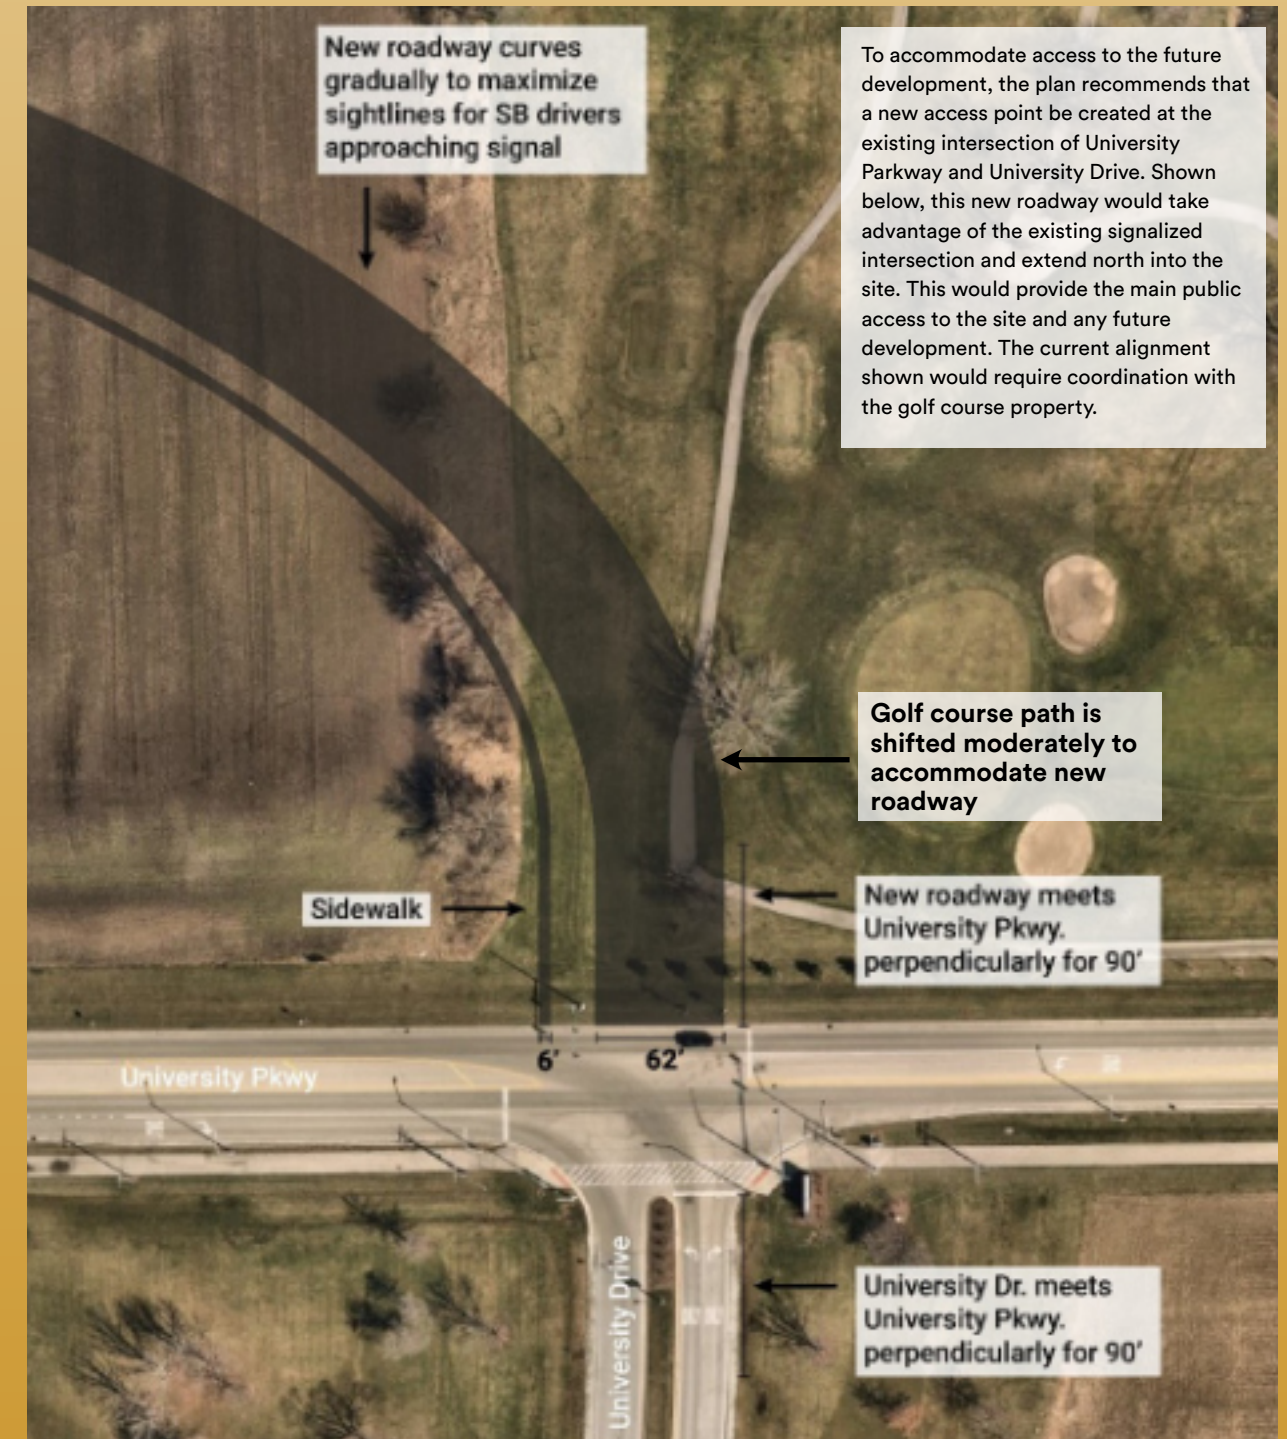 New roadway curves
gradually to maximize
sightlines for SB drivers
approaching signal
To accommodate access to the future
development, the plan recommends that
a new access point be created at the
existing intersection of University
Parkway and University Drive. Shown
below, this new roadway would take
advantage of the existing signalized
intersection and extend north into the
site. This would provide the main public
access to the site and any future
development. The current alignment
shown would require coordination with
the golf course property.
Golf course path is
shifted moderately to
accommodate new
roadway
Sidewalk
New roadway meets
University Pkwy.
perpendicularly for 90'
6'
62'
University Pkwy
University Drive
University Dr. meets
University Pkwy.
perpendicularly for 90'